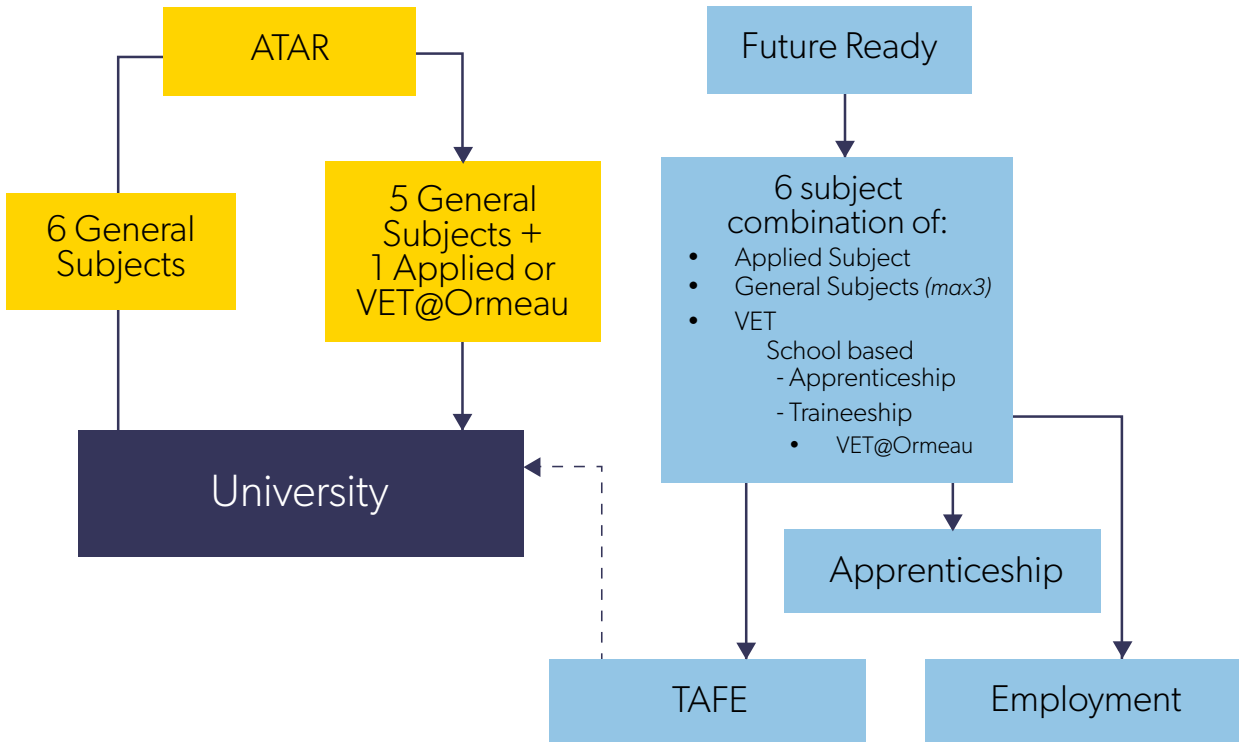 ATAR
6 General
Subjects
5 General
Subjects +
1 Applied or
VET@Ormeau
University
Future Ready
6 subject
combination of:
• Applied Subject
• General Subjects (max3)
• VET
School based
- Apprenticeship
- Traineeship
• VET@Ormeau
Apprenticeship
TAFE
Employment